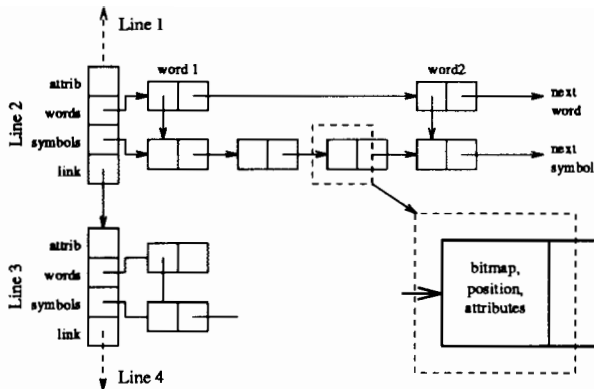 Line 1
Line 2
attrib
words
symbols
link
word 1
word2
next
word
next
symbol
Line 3
attrib
words
symbols
link
bitmap,
position,
attributes
Line 4